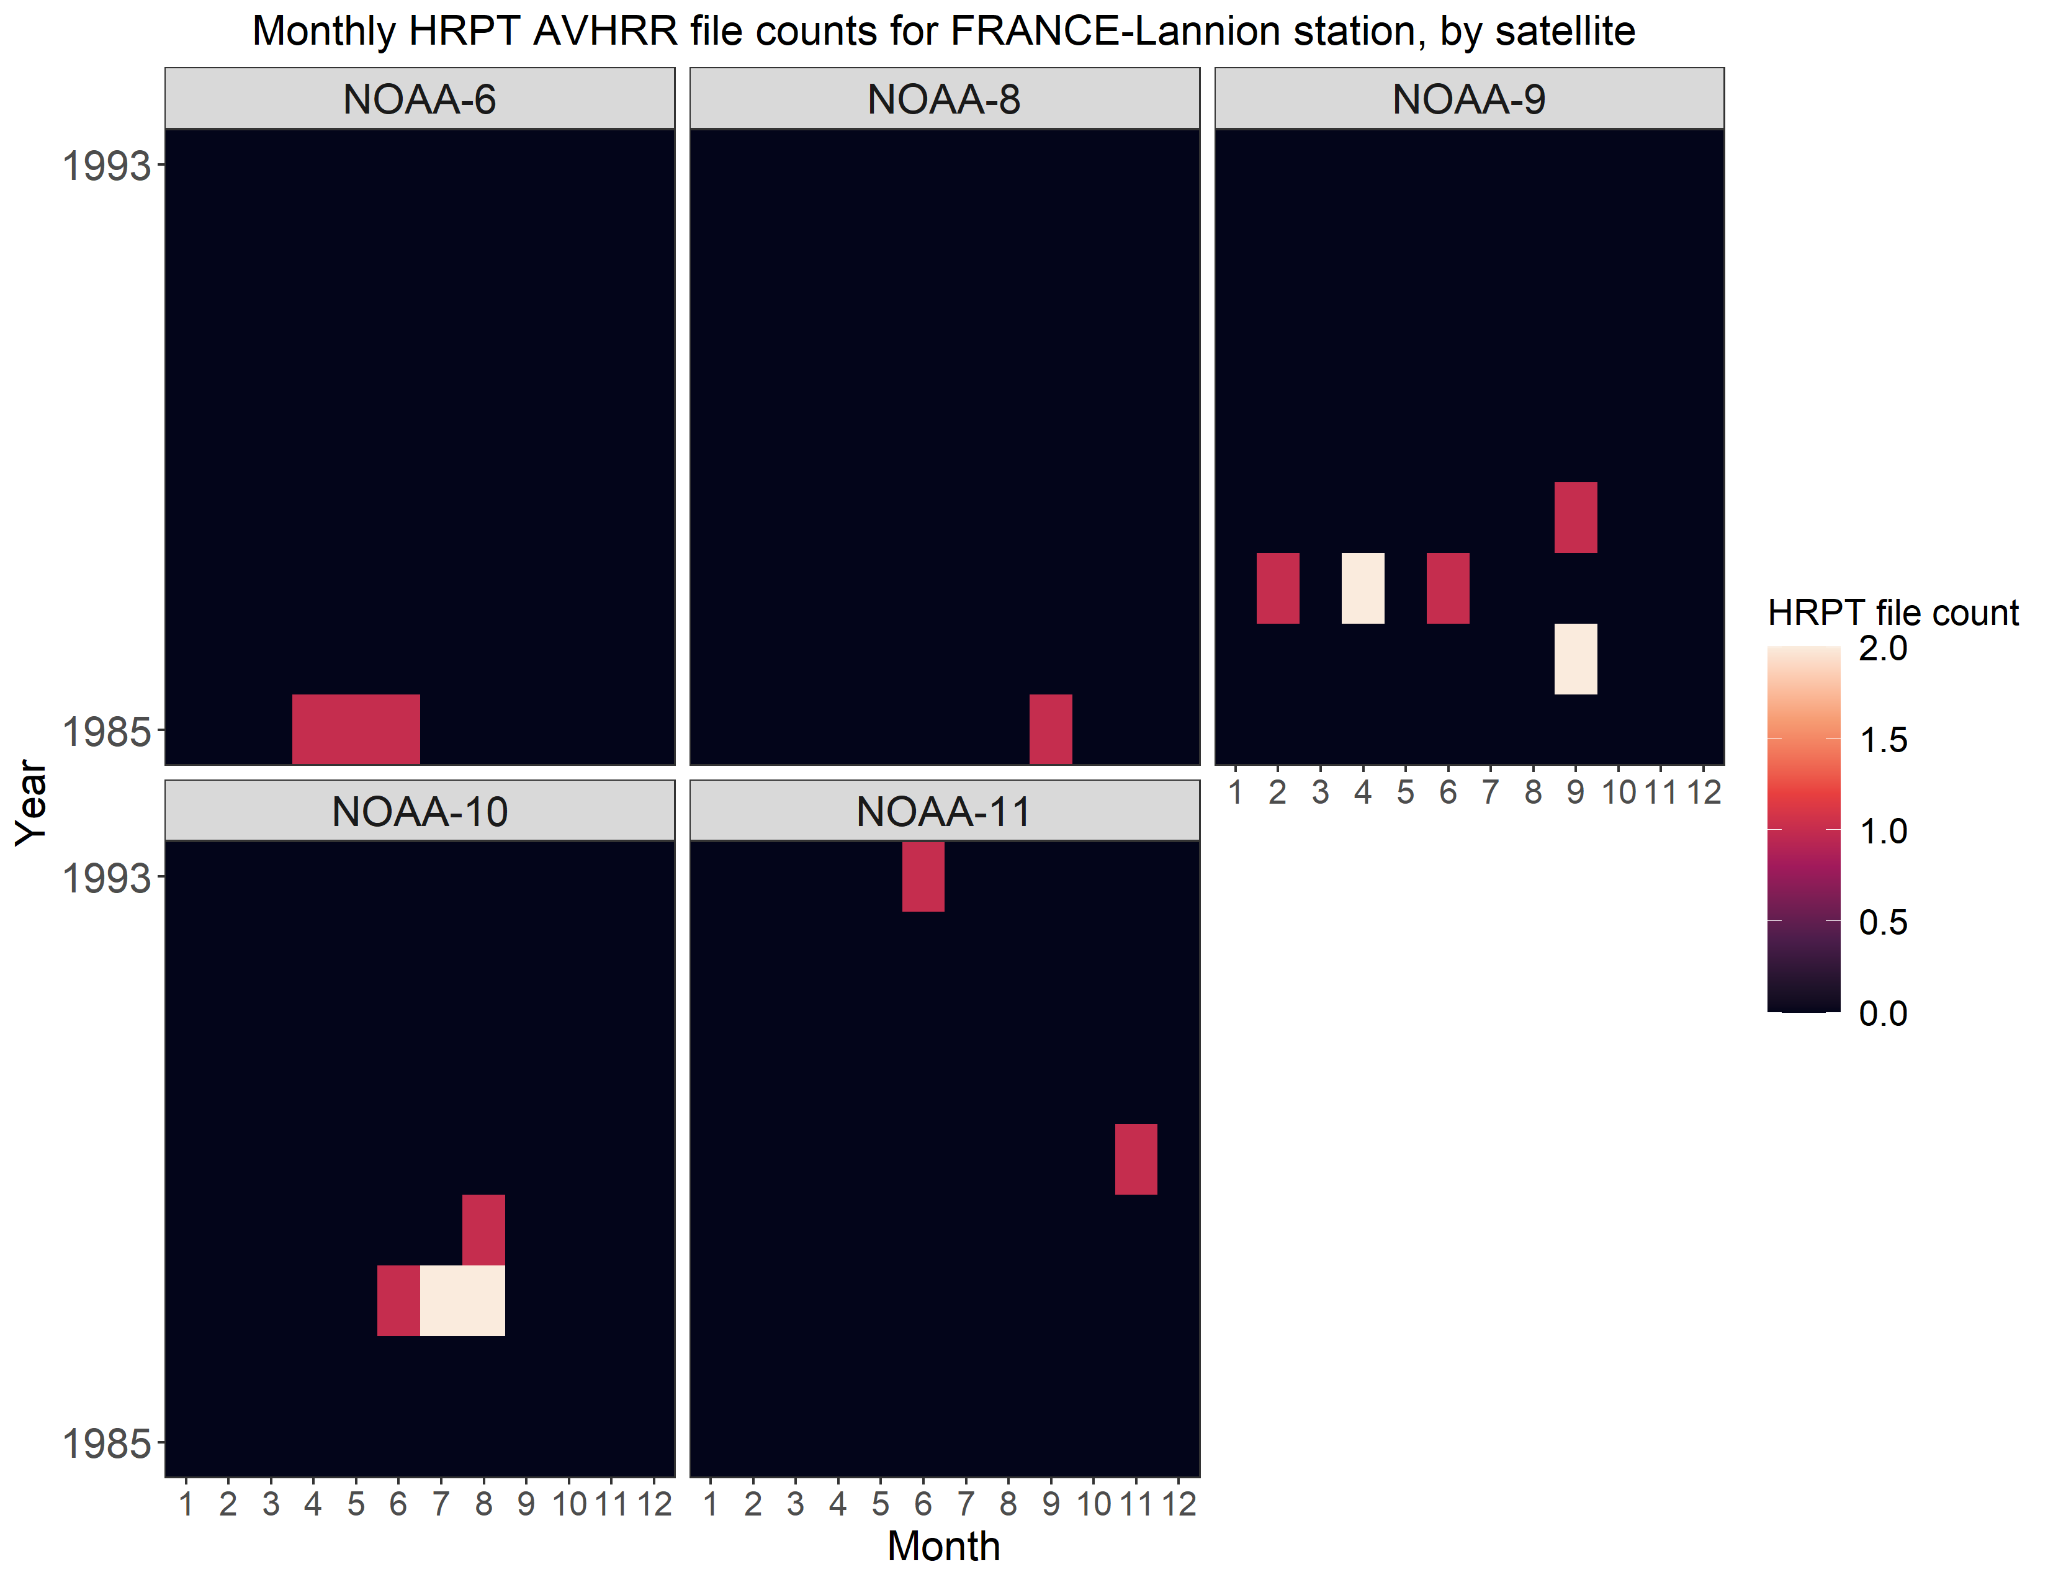 Monthly HRPT AVHRR file counts for FRANCE-Lannion station, by satellite
NOAA-6
NOAA-8
NOAA-9
1993
1985
1 2 3 4 5 6 7 8 9 10 11 12
NOAA-10
NOAA-11
1993
1985
1 2 3 4 5 6 7 8 9 10 11 12
1 2 3 4 5 6 7 8 9 10 11 12
Year
Month
HRPT file count
2.0
1.5
1.0
0.5
0.0